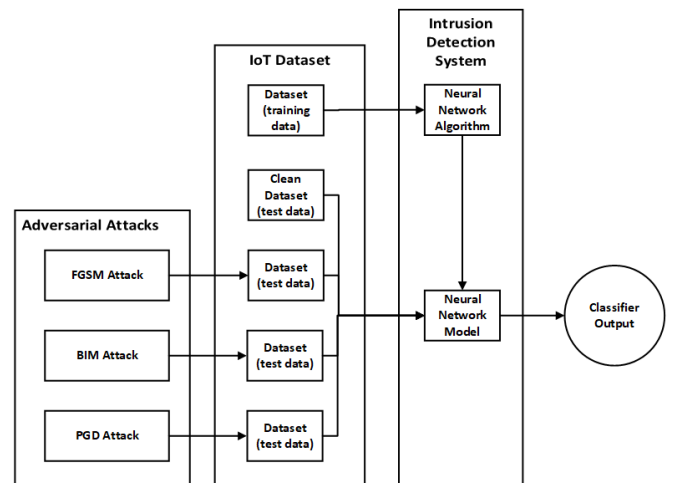 Intrusion
Detection
System
IoT Dataset
Dataset
(training
data)
Neural
Network
Algorithm
Clean
Dataset
(test data)
Adversarial Attacks
FGSM Attack
Dataset
(test data)
Neural
Network
Model
Classifier
Output
BIM Attack
Dataset
(test data)
PGD Attack
Dataset
(test data)